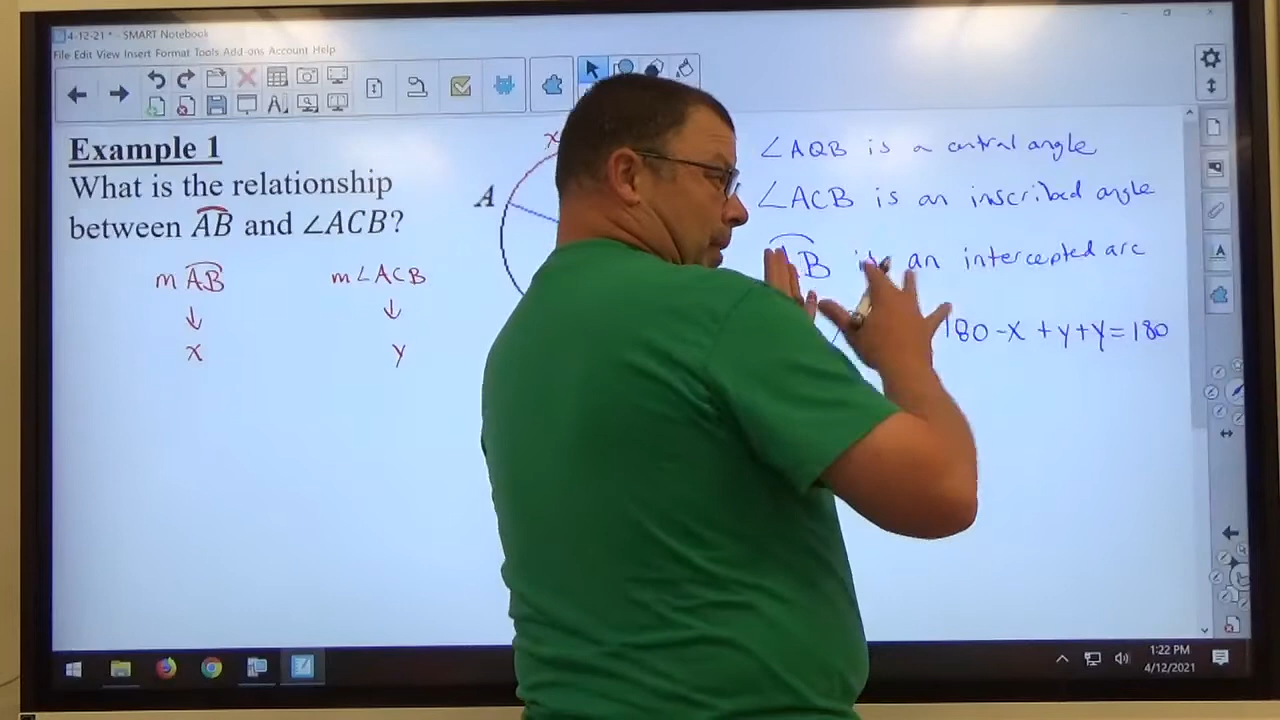 4-12-21 * - SMART Notebook
File Edit View Insert Format Tools Add-ons Account Help
Example 1
What is the relationship
between AB and ∠ACB?
m AB
m∠ACB
↓
↓
x
y
x
A
∠AQB is a central angle
∠ACB is an inscribed angle
AB is an intercepted arc
180-x + y+y=180
1:22 PM
4/12/2021